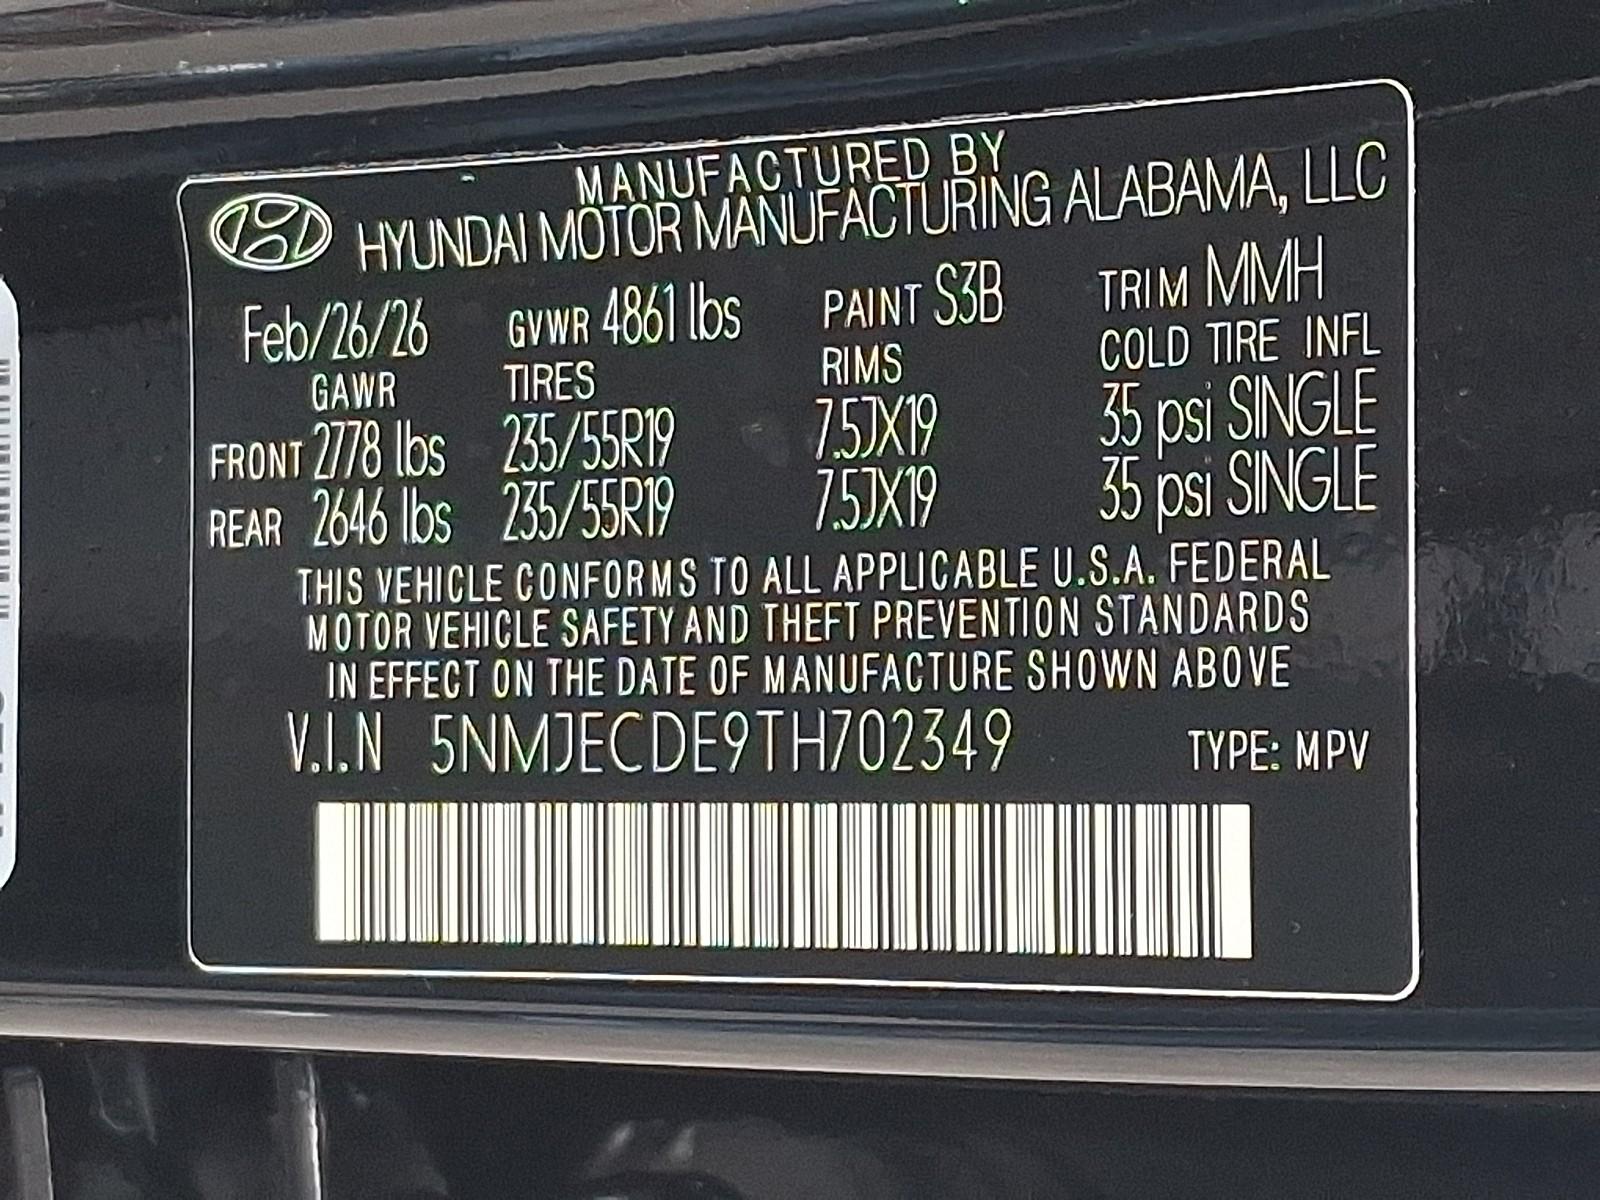 MANUFACTURED BY
HYUNDAI MOTOR MANUFACTURING ALABAMA, LLC
Feb/26/26 GVWR 4861 lbs PAINT S3B TRIM MMH
GAWR TIRES RIMS COLD TIRE INFL
FRONT 2778 lbs 235/55R19 7.5JX19 35 psi SINGLE
REAR 2646 lbs 235/55R19 7.5JX19 35 psi SINGLE
THIS VEHICLE CONFORMS TO ALL APPLICABLE U.S.A. FEDERAL
MOTOR VEHICLE SAFETY AND THEFT PREVENTION STANDARDS
IN EFFECT ON THE DATE OF MANUFACTURE SHOWN ABOVE
V.I.N 5NMJECDE9TH702349 TYPE: MPV